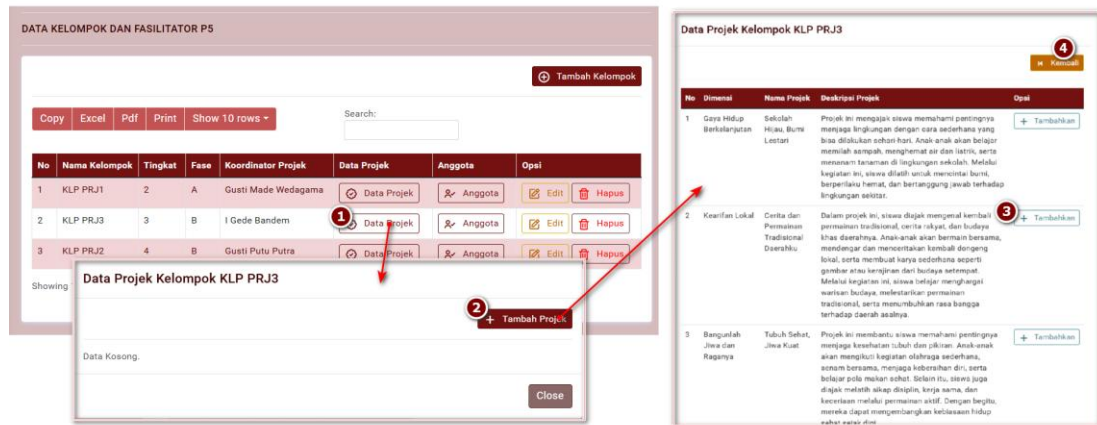 DATA KELOMPOK DAN FASILITATOR P5
Tambah Kelompok
Copy Excel Pdf Print Show 10 rows
Search:
No Nama Kelompok Tingkat Fase Koordinator Projek Data Projek Anggota Opsi
1 KLP PRJ1 2 A Gusti Made Wedagama Data Projek Anggota Edit Hapus
2 KLP PRJ3 3 B I Gede Bandem Data Projek Anggota Edit Hapus
3 KLP PRJ2 4 B Gusti Putu Putra Data Projek Anggota Edit Hapus
Showing
1
Data Projek Kelompok KLP PRJ3
2
+ Tambah Projek
Data Kosong.
Close
Data Projek Kelompok KLP PRJ3
4
Kembali
No Dimensi Nama Projek Deskripsi Projek Opsi
1 Gaya Hidup Sekolah Projek ini mengajak siswa memahami pentingnya + Tambahkan
Berkelanjutan Hijau, Bumi menjaga lingkungan dengan cara sederhana yang
Lestari bisa dilakukan sehari-hari. Anak-anak akan belajar
memilah sampah, menghemat air dan listrik, serta
menanam tanaman di lingkungan sekolah. Melalui
kegiatan ini, siswa dilatih untuk mencintai bumi,
berperilaku hemat, dan bertanggung jawab terhadap
lingkungan sekitar.
2 Kearifan Lokal Cerita dan Dalam projek ini, siswa diajak mengenal kembali 3 + Tambahkan
Permainan permainan tradisional, cerita rakyat, dan budaya
Tradisional khas daerahnya. Anak-anak akan bermain bersama,
Daerahku mendengar dan menceritakan kembali dongeng
lokal, serta membuat karya sederhana seperti
gambar atau kerajinan dari budaya setempat.
Melalui kegiatan ini, siswa belajar menghargai
warisan budaya, melestarikan permainan
tradisional, serta menumbuhkan rasa bangga
terhadap daerah asalnya.
3 Bangunlah Tubuh Sehat, Projek ini membantu siswa memahami pentingnya + Tambahkan
Jiwa dan Jiwa Kuat menjaga kesehatan tubuh dan pikiran. Anak-anak
Raganya akan mengikuti kegiatan olahraga sederhana,
senam bersama, menjaga kebersihan diri, serta
belajar pola makan sehat. Selain itu, siswa juga
diajak melatih sikap disiplin, kerja sama, dan
keceriaan melalui permainan aktif. Dengan begitu,
mereka dapat mengembangkan kebiasaan hidup
sehat sejak dini.